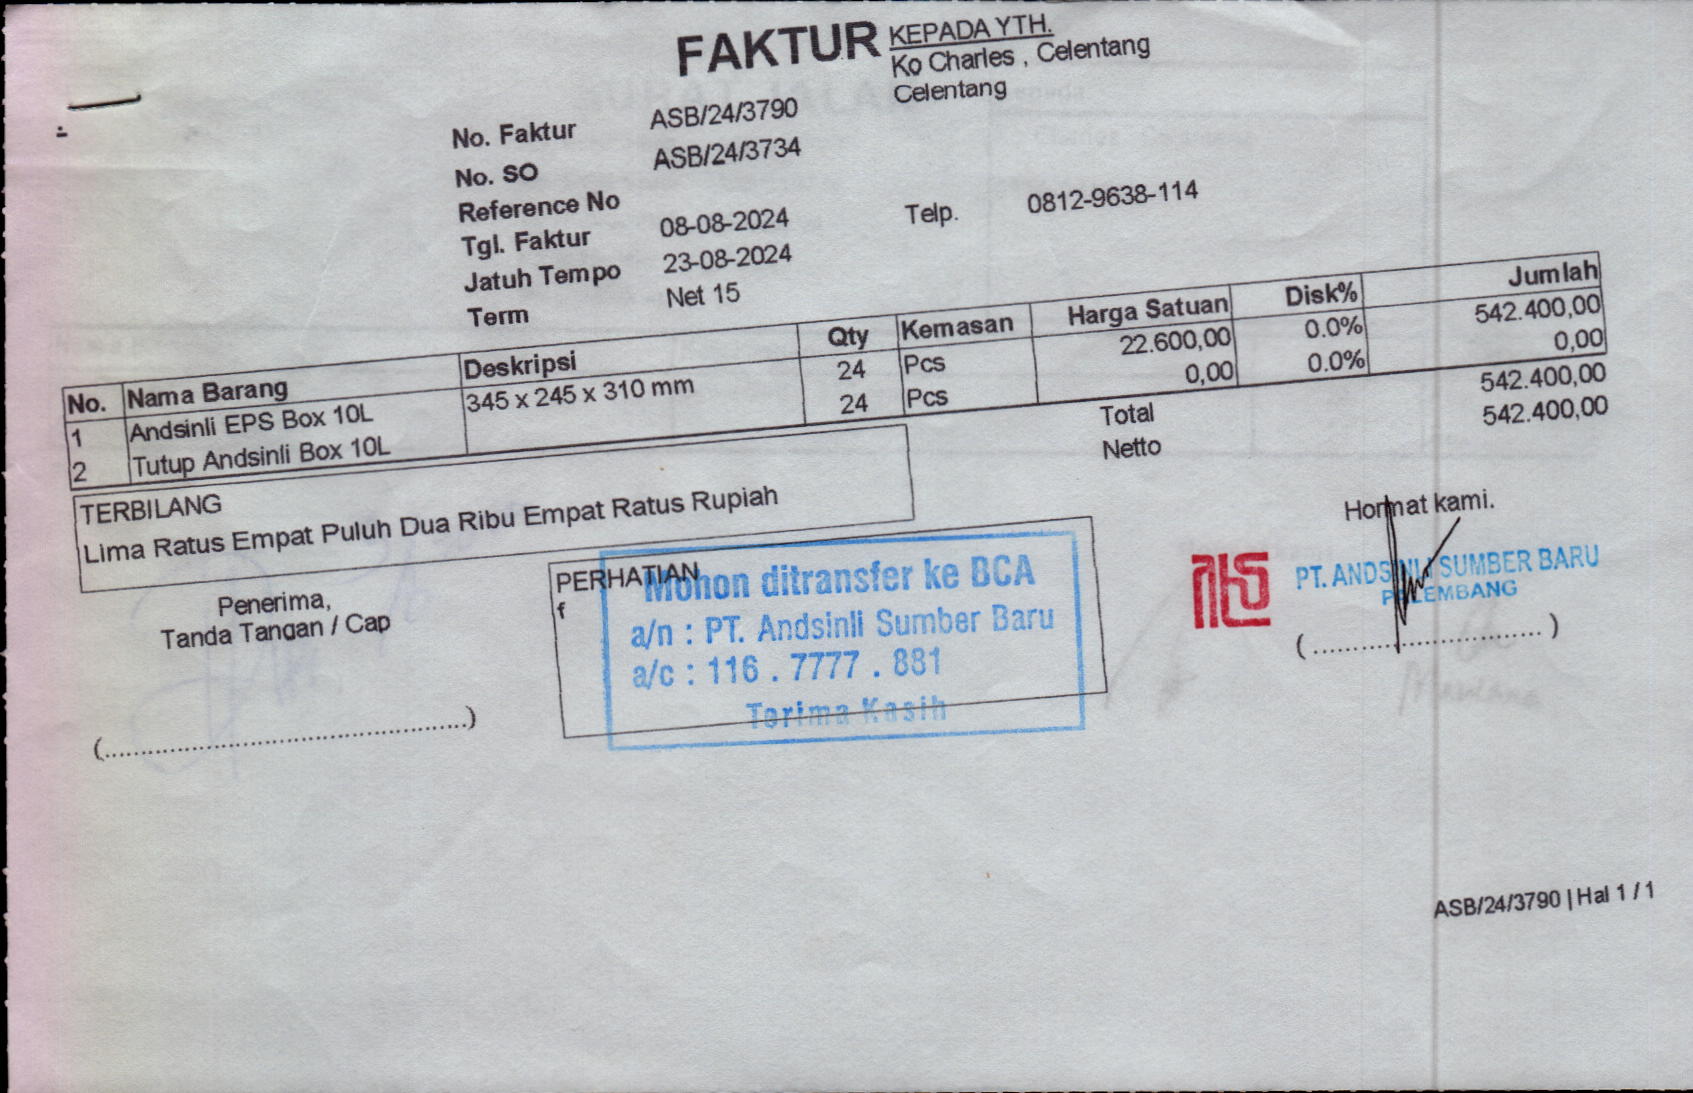 FAKTUR
KEPADA YTH.
Ko Charles , Celentang
Celentang
No. Faktur ASB/24/3790
No. SO ASB/24/3734
Reference No
Tgl. Faktur 08-08-2024
Telp. 0812-9638-114
Jatuh Tempo 23-08-2024
Term Net 15
No. Nama Barang Deskripsi Qty Kemasan Harga Satuan Disk% Jumlah
1 Andsinli EPS Box 10L 345 x 245 x 310 mm 24 Pcs 22.600,00 0.0% 542.400,00
2 Tutup Andsinli Box 10L 24 Pcs 0,00 0.0% 0,00
Total 542.400,00
Netto 542.400,00
TERBILANG
Lima Ratus Empat Puluh Dua Ribu Empat Ratus Rupiah
Penerima,
Tanda Tangan / Cap
(..................................................)
PERHATIAN
f
Mohon ditransfer ke BCA
a/n : PT. Andsinli Sumber Baru
a/c : 116 . 7777 . 881
Terima Kasih
Hormat kami.
PT. ANDSINLI SUMBER BARU
PALEMBANG
(................................)
ASB/24/3790 | Hal 1 / 1